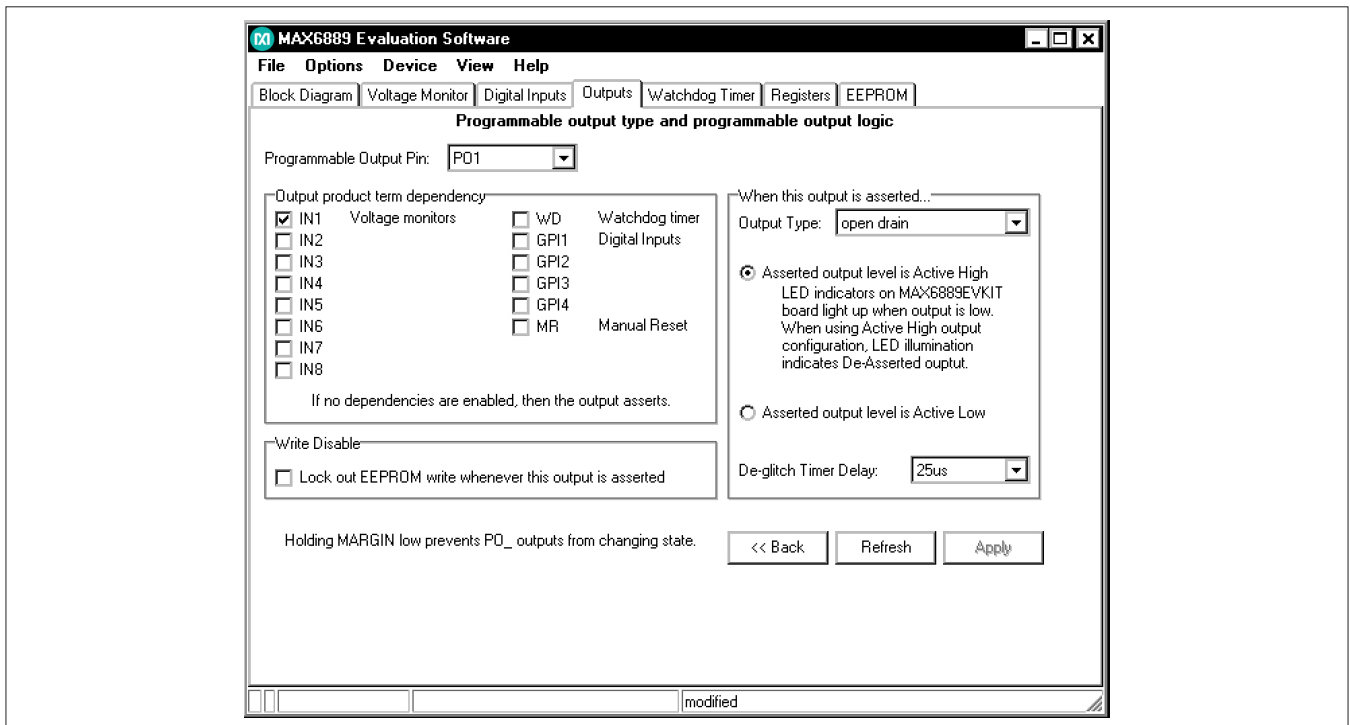 MAX6889 Evaluation Software
File Options Device View Help
Block Diagram Voltage Monitor Digital Inputs Outputs Watchdog Timer Registers EEPROM
Programmable output type and programmable output logic
Programmable Output Pin: PO1
Output product term dependency
IN1 Voltage monitors
IN2
IN3
IN4
IN5
IN6
IN7
IN8
WD Watchdog timer
GPI1 Digital Inputs
GPI2
GPI3
GPI4
MR Manual Reset
If no dependencies are enabled, then the output asserts.
Write Disable
Lock out EEPROM write whenever this output is asserted
When this output is asserted...
Output Type: open drain
Asserted output level is Active High
LED indicators on MAX6889EVKIT
board light up when output is low.
When using Active High output
configuration, LED illumination
indicates De-Asserted ouptut.
Asserted output level is Active Low
De-glitch Timer Delay: 25us
Holding MARGIN low prevents PO_ outputs from changing state.
<< Back Refresh Apply
modified